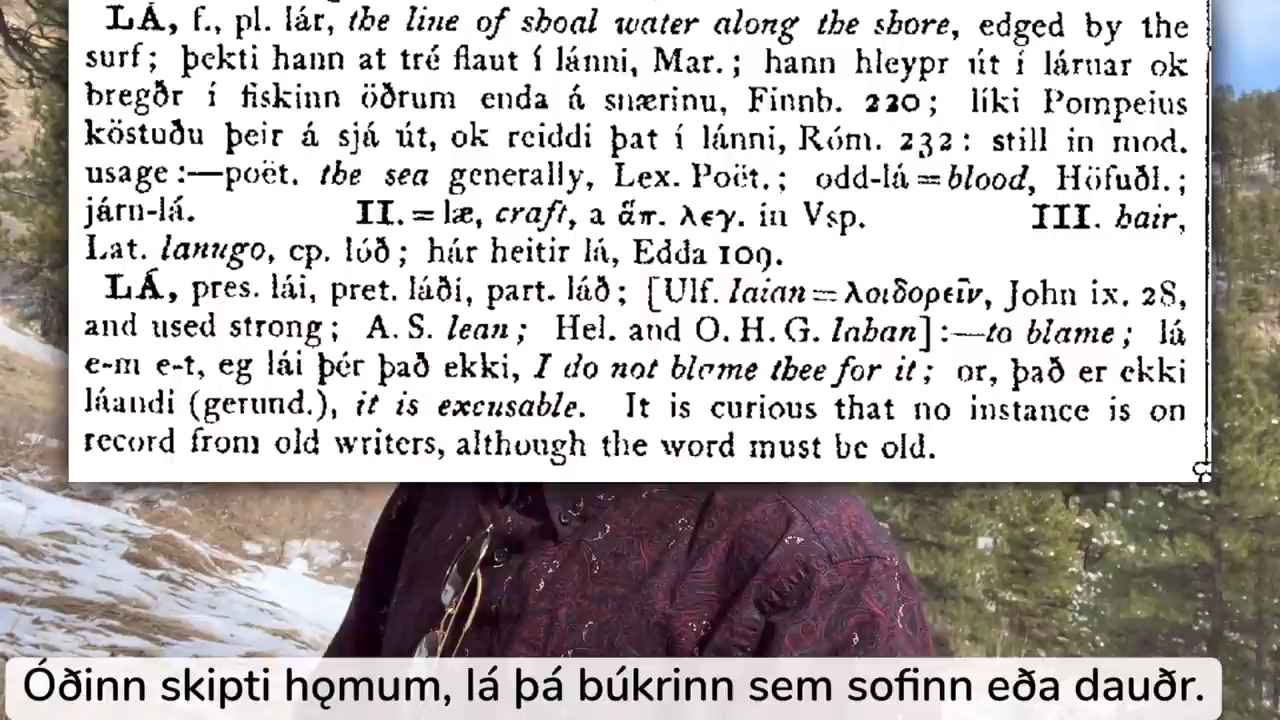 LÁ, f., pl. lár, the line of shoal water along the shore, edged by the
surf; þekti hann at tré flaut í lánni, Mar.; hann hleypr út í lárnar ok
bregðr í fiskinn öðrum enda á snærinu, Finnb. 220; líki Pompeius
köstuðu þeir á sjá út, ok reiddi þat í lánni, Róm. 232: still in mod.
usage:—poët. the sea generally, Lex. Poët.; odd-lá = blood, Höfuðl.;
járn-lá. II. = læ, craft, a ἅπ. λεγ. in Vsp. III. hair,
Lat. lanugo, cp. lóð; hár heitir lá, Edda 109.
LÁ, pres. lái, pret. láði, part. láð; [Ulf. laian = λοιδορεῖν, John ix. 28,
and used strong; A. S. lean; Hel. and O. H. G. lahan]:—to blame; lá
e-m e-t, eg lái þér það ekki, I do not blame thee for it; or, það er ekki
láandi (gerund.), it is excusable. It is curious that no instance is on
record from old writers, although the word must be old.
Óðinn skipti hǫmum, lá þá búkrinn sem sofinn eða dauðr.